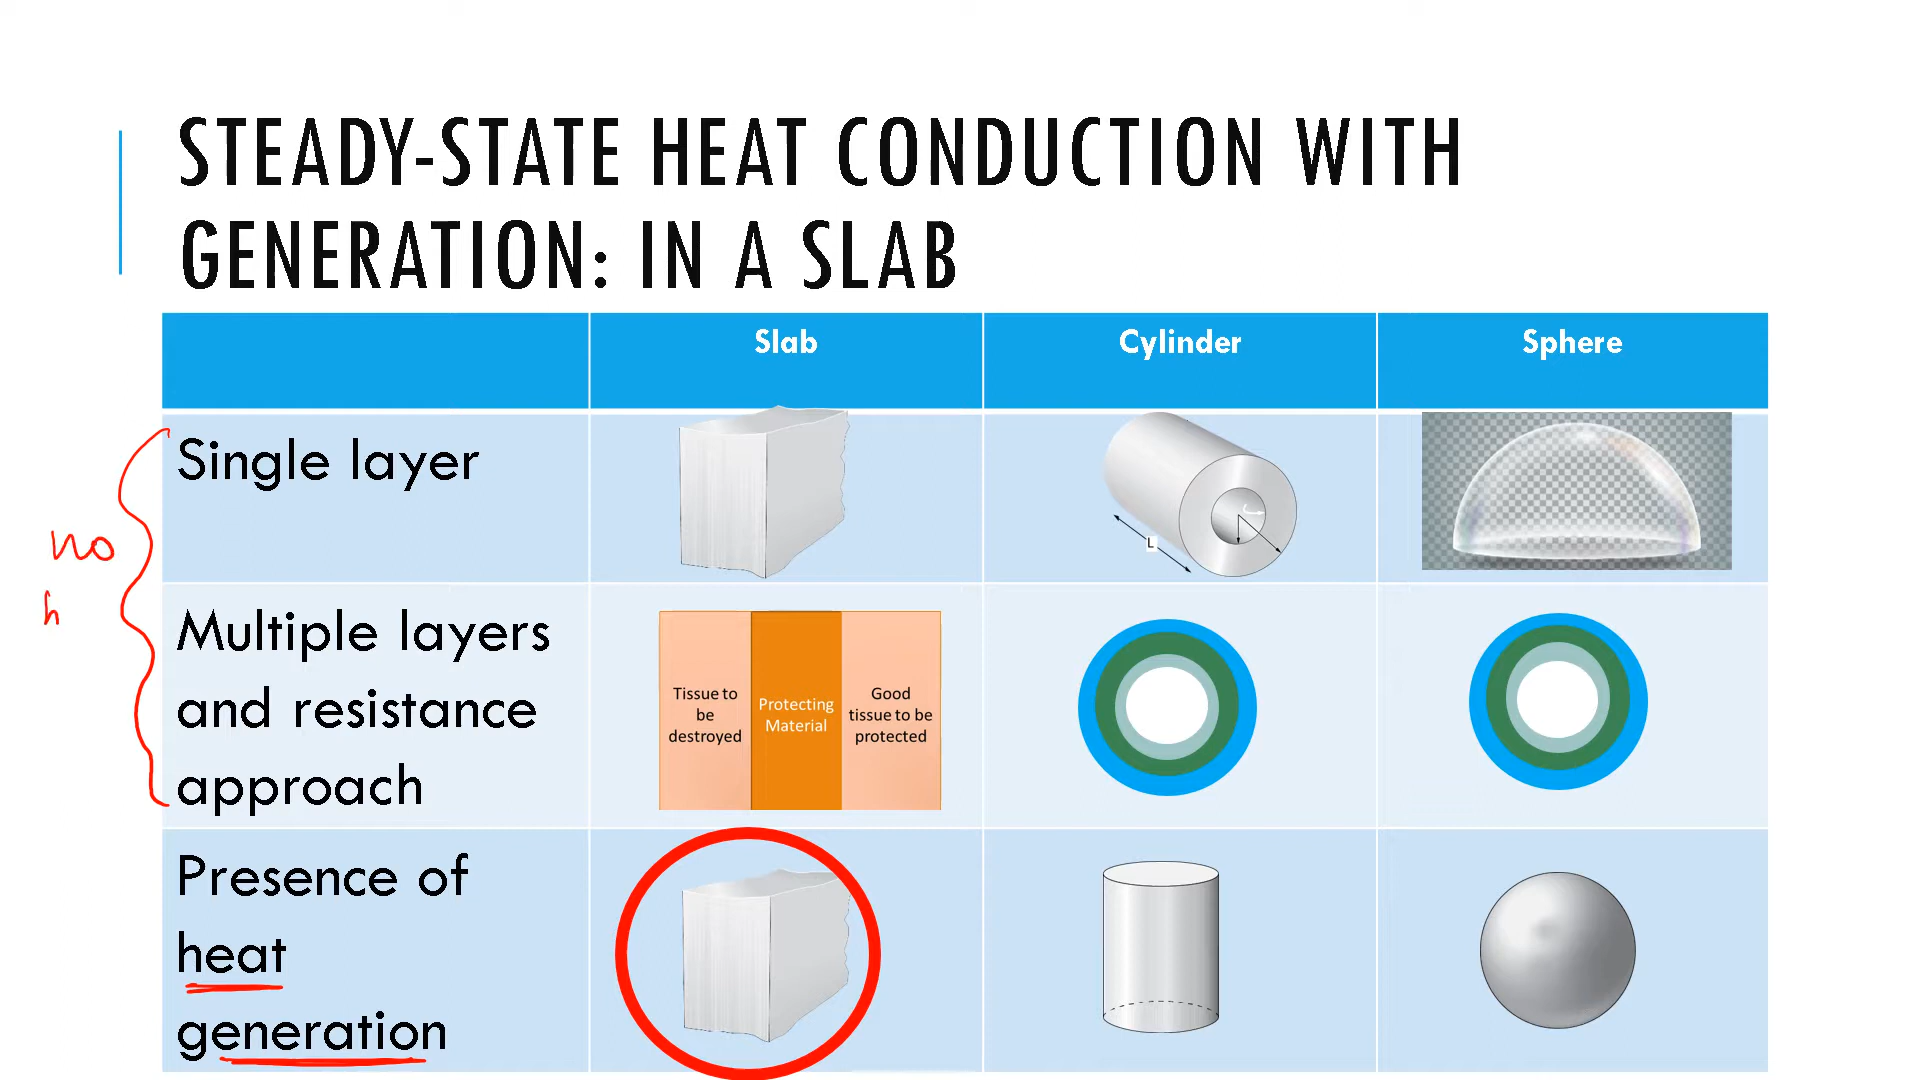 STEADY-STATE HEAT CONDUCTION WITH
GENERATION: IN A SLAB
Slab
Cylinder
Sphere
Single layer
L
no
h
Multiple layers
and resistance
approach
Tissue to
be
destroyed
Protecting
Material
Good
tissue to be
protected
Presence of
heat
generation